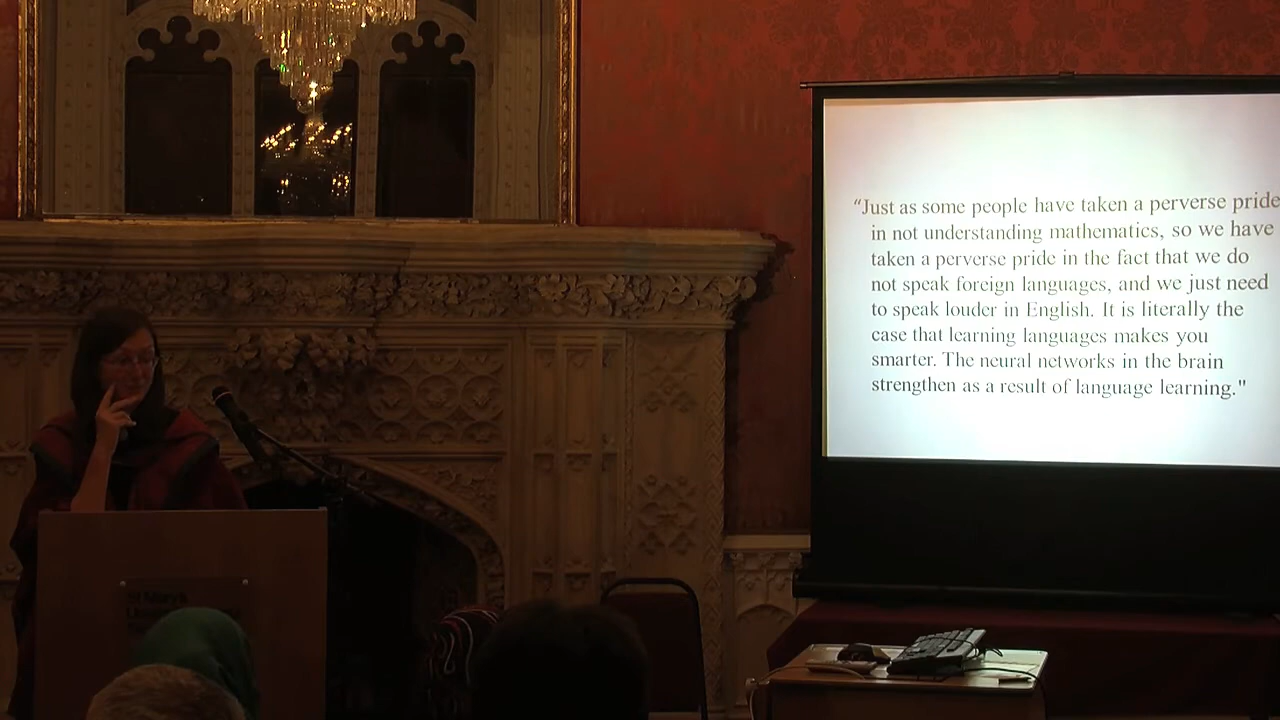 “Just as some people have taken a perverse pride
in not understanding mathematics, so we have
taken a perverse pride in the fact that we do
not speak foreign languages, and we just need
to speak louder in English. It is literally the
case that learning languages makes you
smarter. The neural networks in the brain
strengthen as a result of language learning."
St Mary's